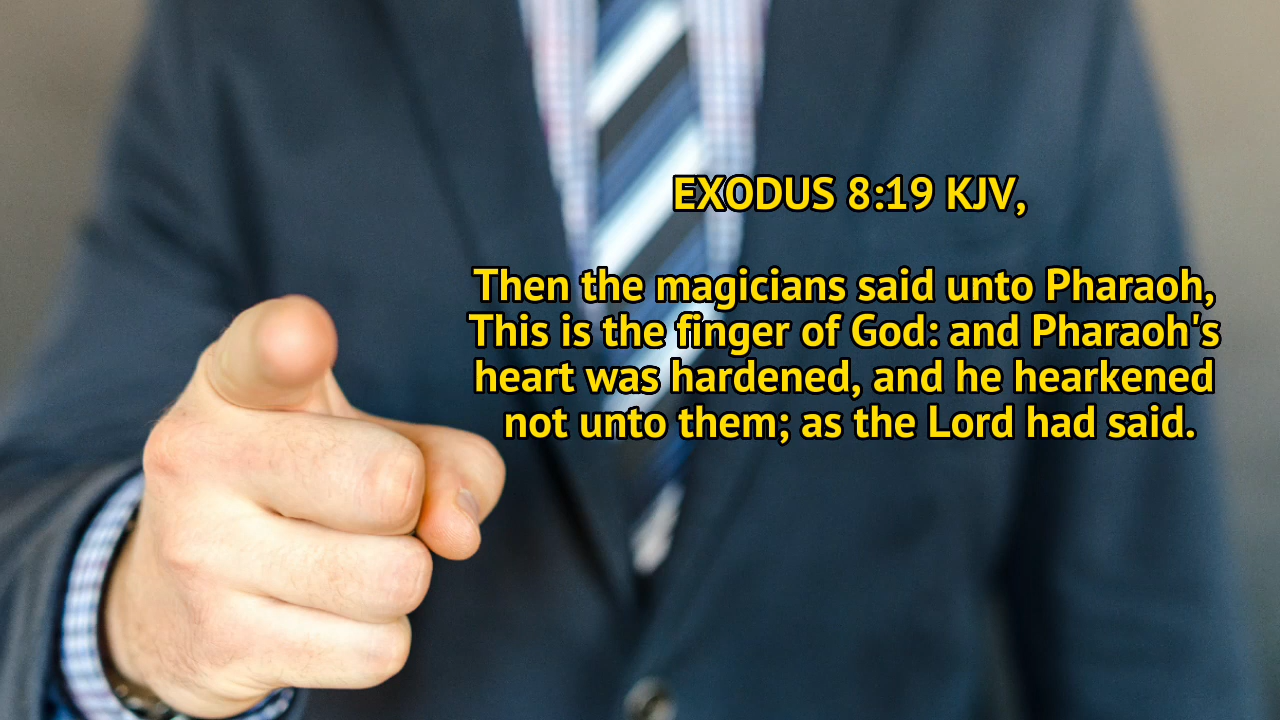 EXODUS 8:19 KJV,
Then the magicians said unto Pharaoh,
This is the finger of God: and Pharaoh's
heart was hardened, and he hearkened
not unto them; as the Lord had said.